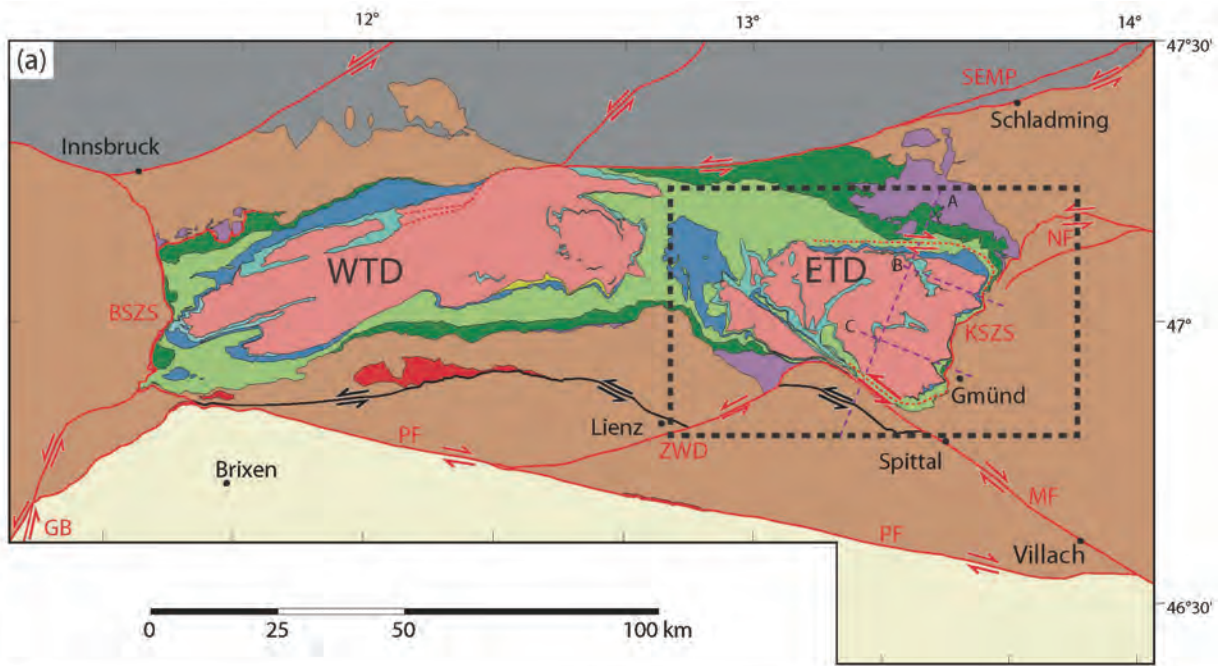 12°
13°
14°
(a)
47°30'
SEMP
Schladming
Innsbruck
A
NF
WTD
ETD
B
BSZS
47°
C
KSZS
Gmünd
Lienz
ZWD
Spittal
PF
Brixen
MF
GB
PF
Villach
46°30'
0
25
50
100 km